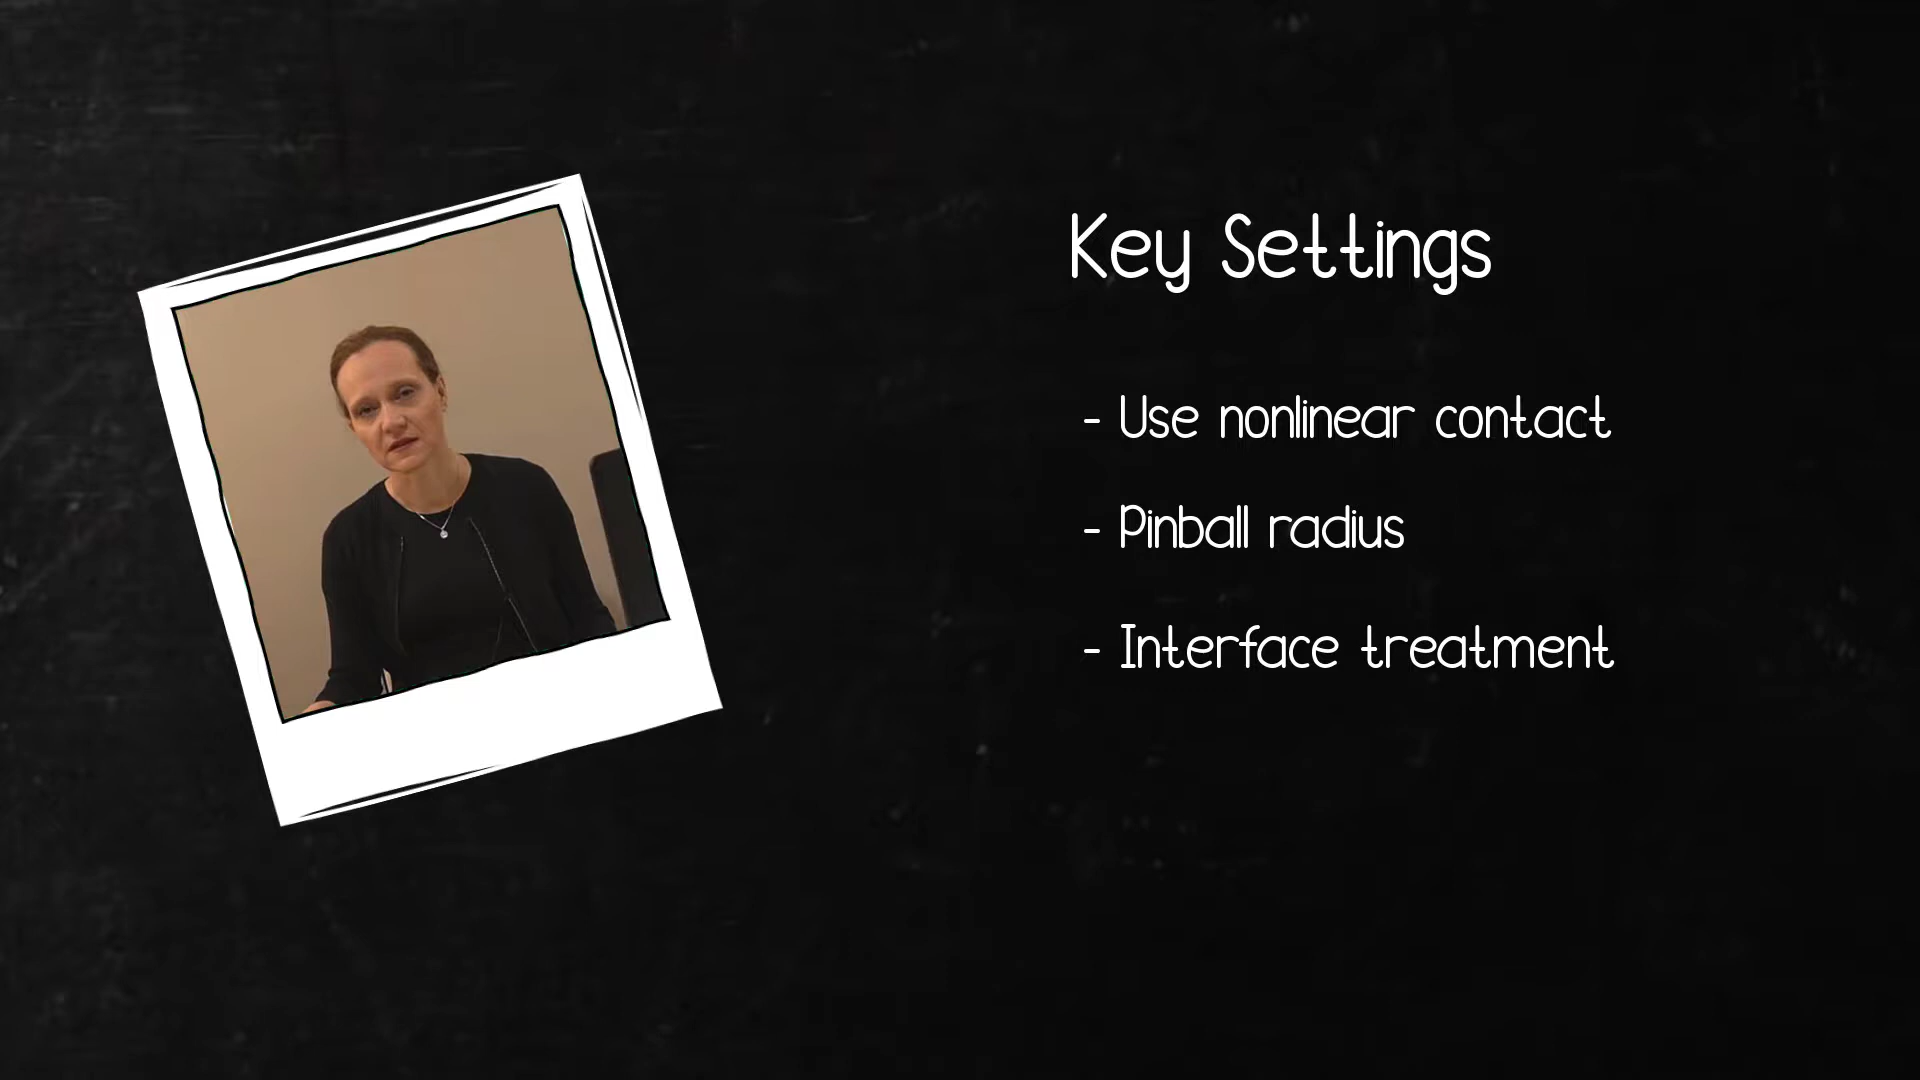 Key Settings
- Use nonlinear contact
- Pinball radius
- Interface treatment